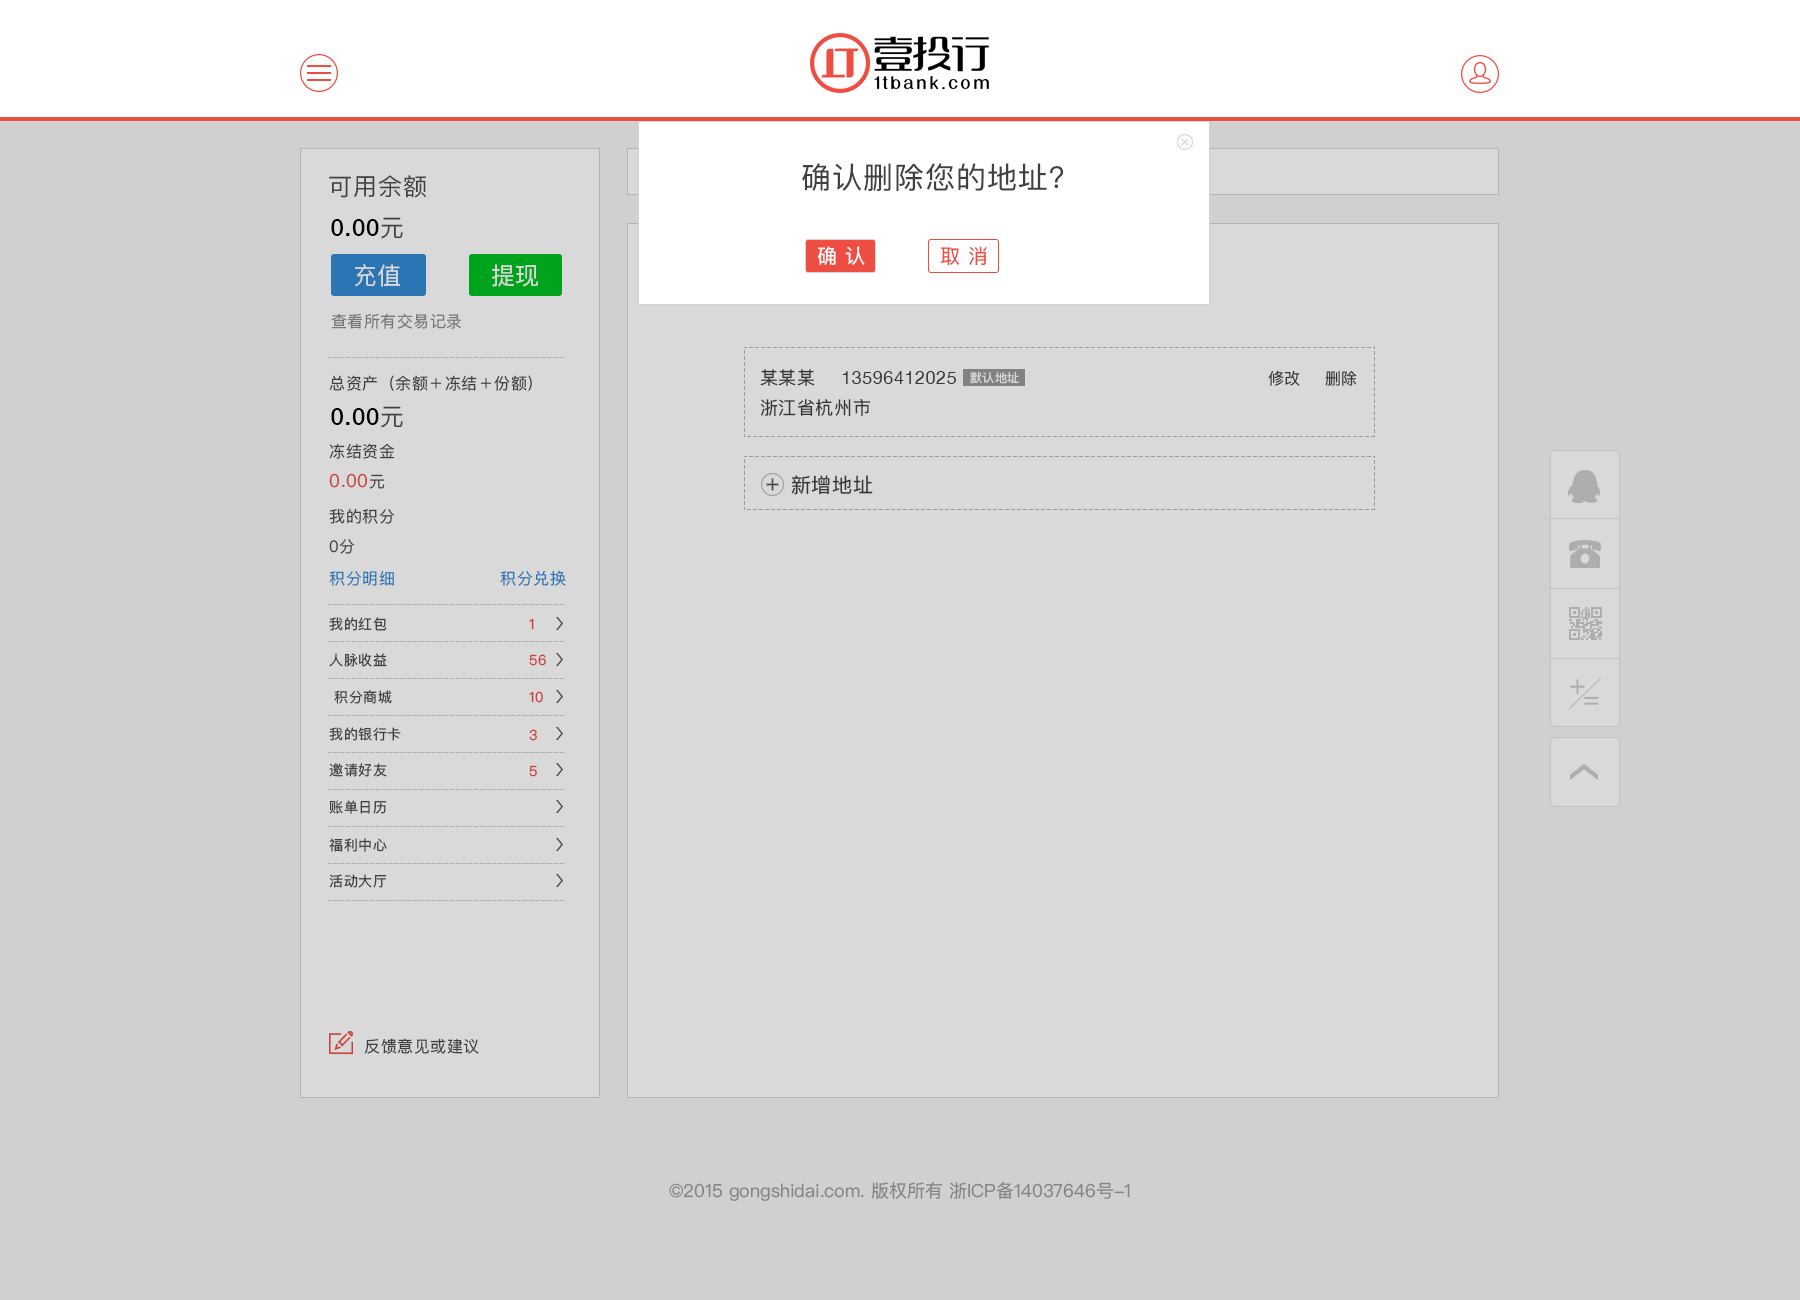 壹投行
1tbank.com
确认删除您的地址?
确 认
取 消
可用余额
0.00元
充值
提现
查看所有交易记录
总资产（余额+冻结+份额）
0.00元
冻结资金
0.00元
我的积分
0分
积分明细
积分兑换
我的红包 1
人脉收益 56
积分商城 10
我的银行卡 3
邀请好友 5
账单日历
福利中心
活动大厅
反馈意见或建议
某某某 13596412025 默认地址 修改 删除
浙江省杭州市
新增地址
©2015 gongshidai.com. 版权所有 浙ICP备14037646号-1